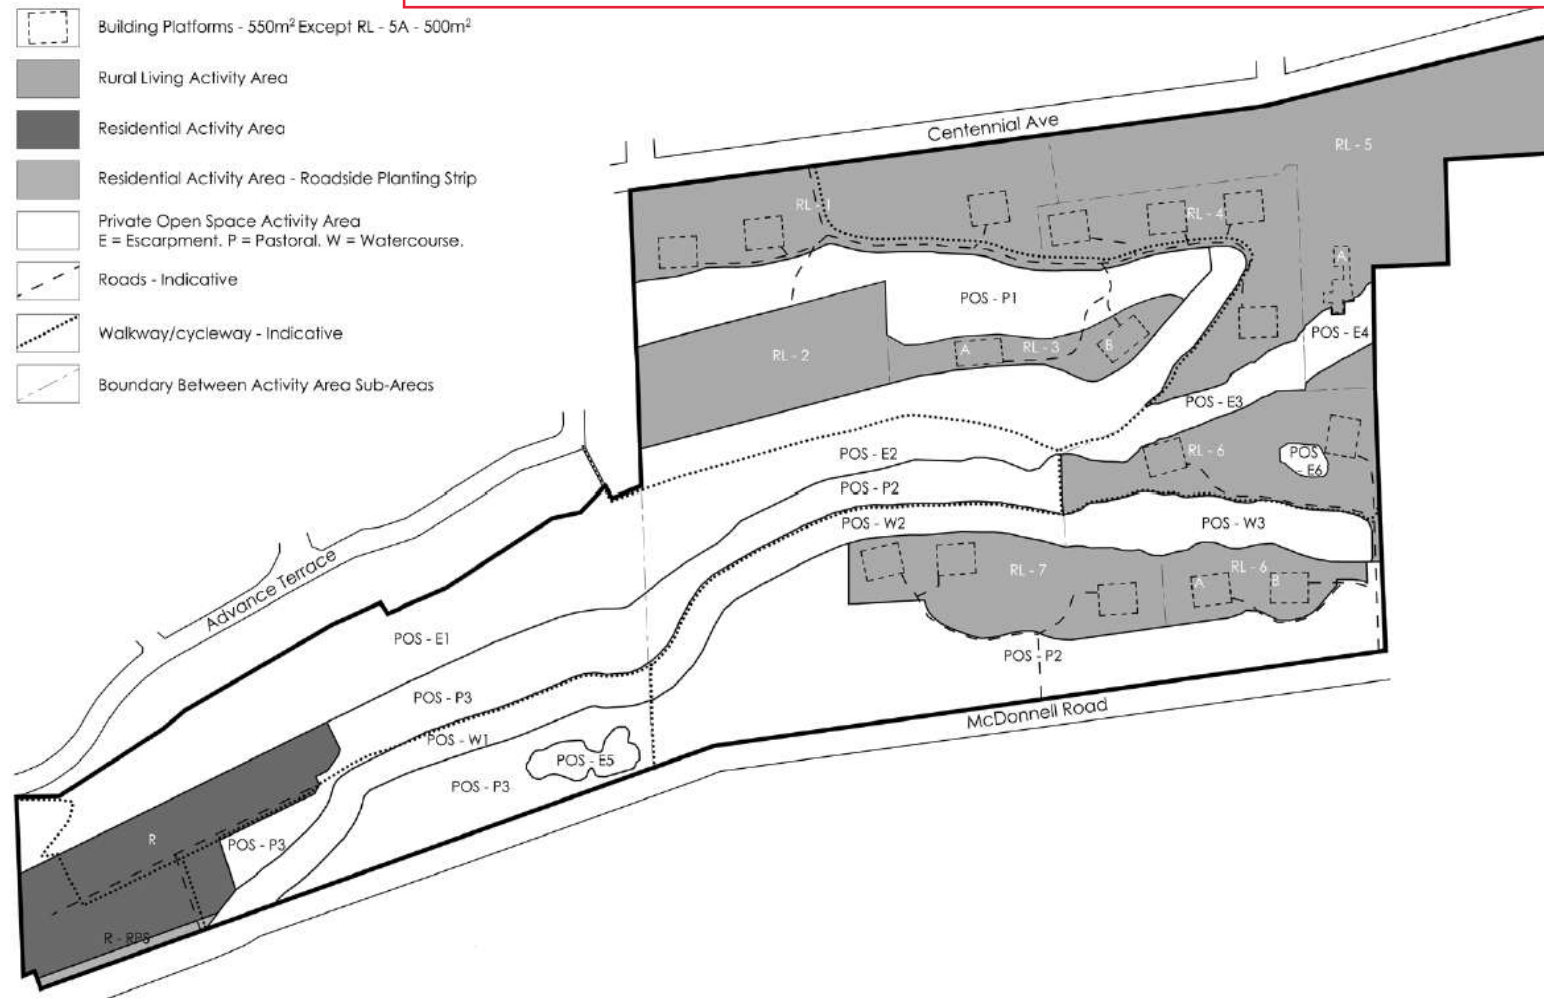 Building Platforms - 550m² Except RL - 5A - 500m²
Rural Living Activity Area
Residential Activity Area
Residential Activity Area - Roadside Planting Strip
Private Open Space Activity Area
E = Escarpment. P = Pastoral. W = Watercourse.
Roads - Indicative
Walkway/cycleway - Indicative
Boundary Between Activity Area Sub-Areas
Centennial Ave
RL - 5
RL - 1
RL - 4
A
POS - P1
POS - E4
RL - 2
A
RL - 3
B
POS - E3
POS - E2
RL - 6
POS
- E6
POS - P2
POS - W2
POS - W3
RL - 7
RL - 6
A
B
Advance Terrace
POS - E1
POS - P2
POS - P3
McDonnell Road
POS - W1
POS - E5
POS - P3
R
POS - P3
R - RPS